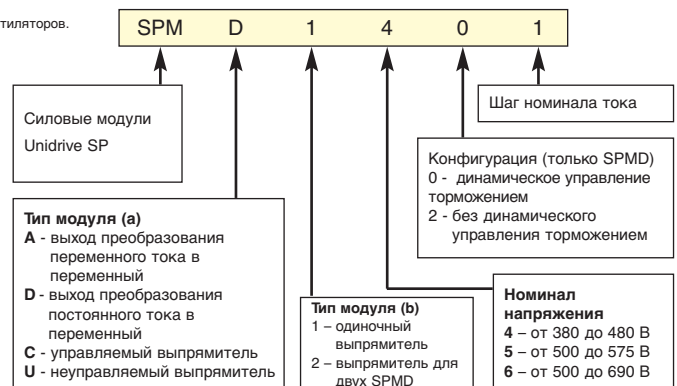 тиляторов.
SPM D 1 4 0 1
Силовые модули
Unidrive SP
Шаг номинала тока
Конфигурация (только SPMD)
0 - динамическое управление
торможением
2 - без динамического
управления торможением
Тип модуля (a)
A - выход преобразования
переменного тока в
переменный
D - выход преобразования
постоянного тока в
переменный
C - управляемый выпрямитель
U - неуправляемый выпрямитель
Тип модуля (b)
1 – одиночный
выпрямитель
2 – выпрямитель для
двух SPMD
Номинал
напряжения
4 – от 380 до 480 В
5 – от 500 до 575 В
6 – от 500 до 690 В